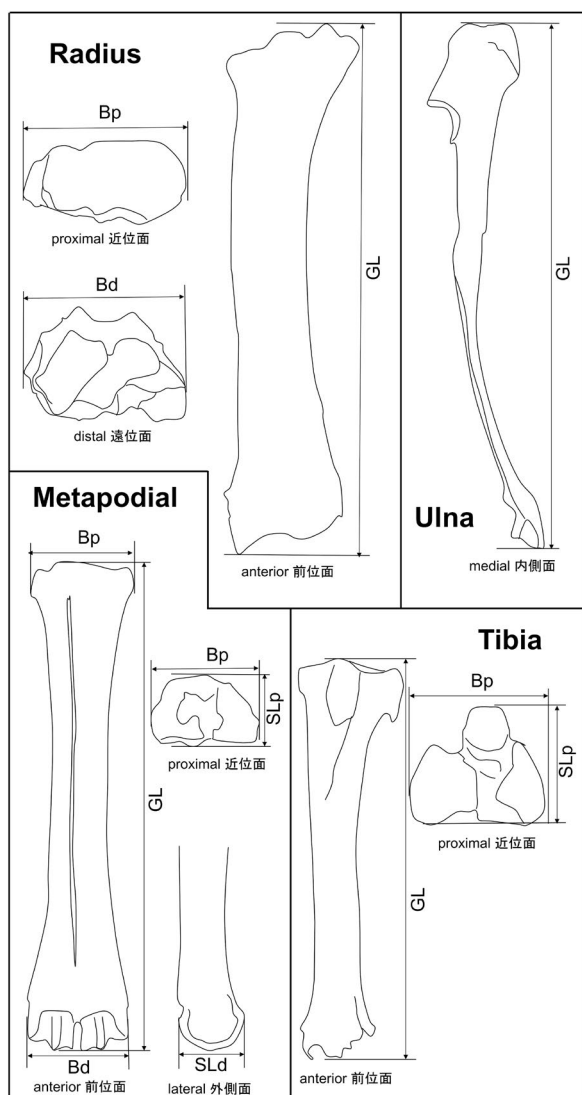 Radius
Bp
proximal 近位面
Bd
distal 遠位面
GL
anterior 前位面
GL
Ulna
medial 内側面
Metapodial
Bp
GL
Bd
anterior 前位面
Bp
SLp
proximal 近位面
SLd
lateral 外側面
Tibia
GL
anterior 前位面
Bp
SLp
proximal 近位面